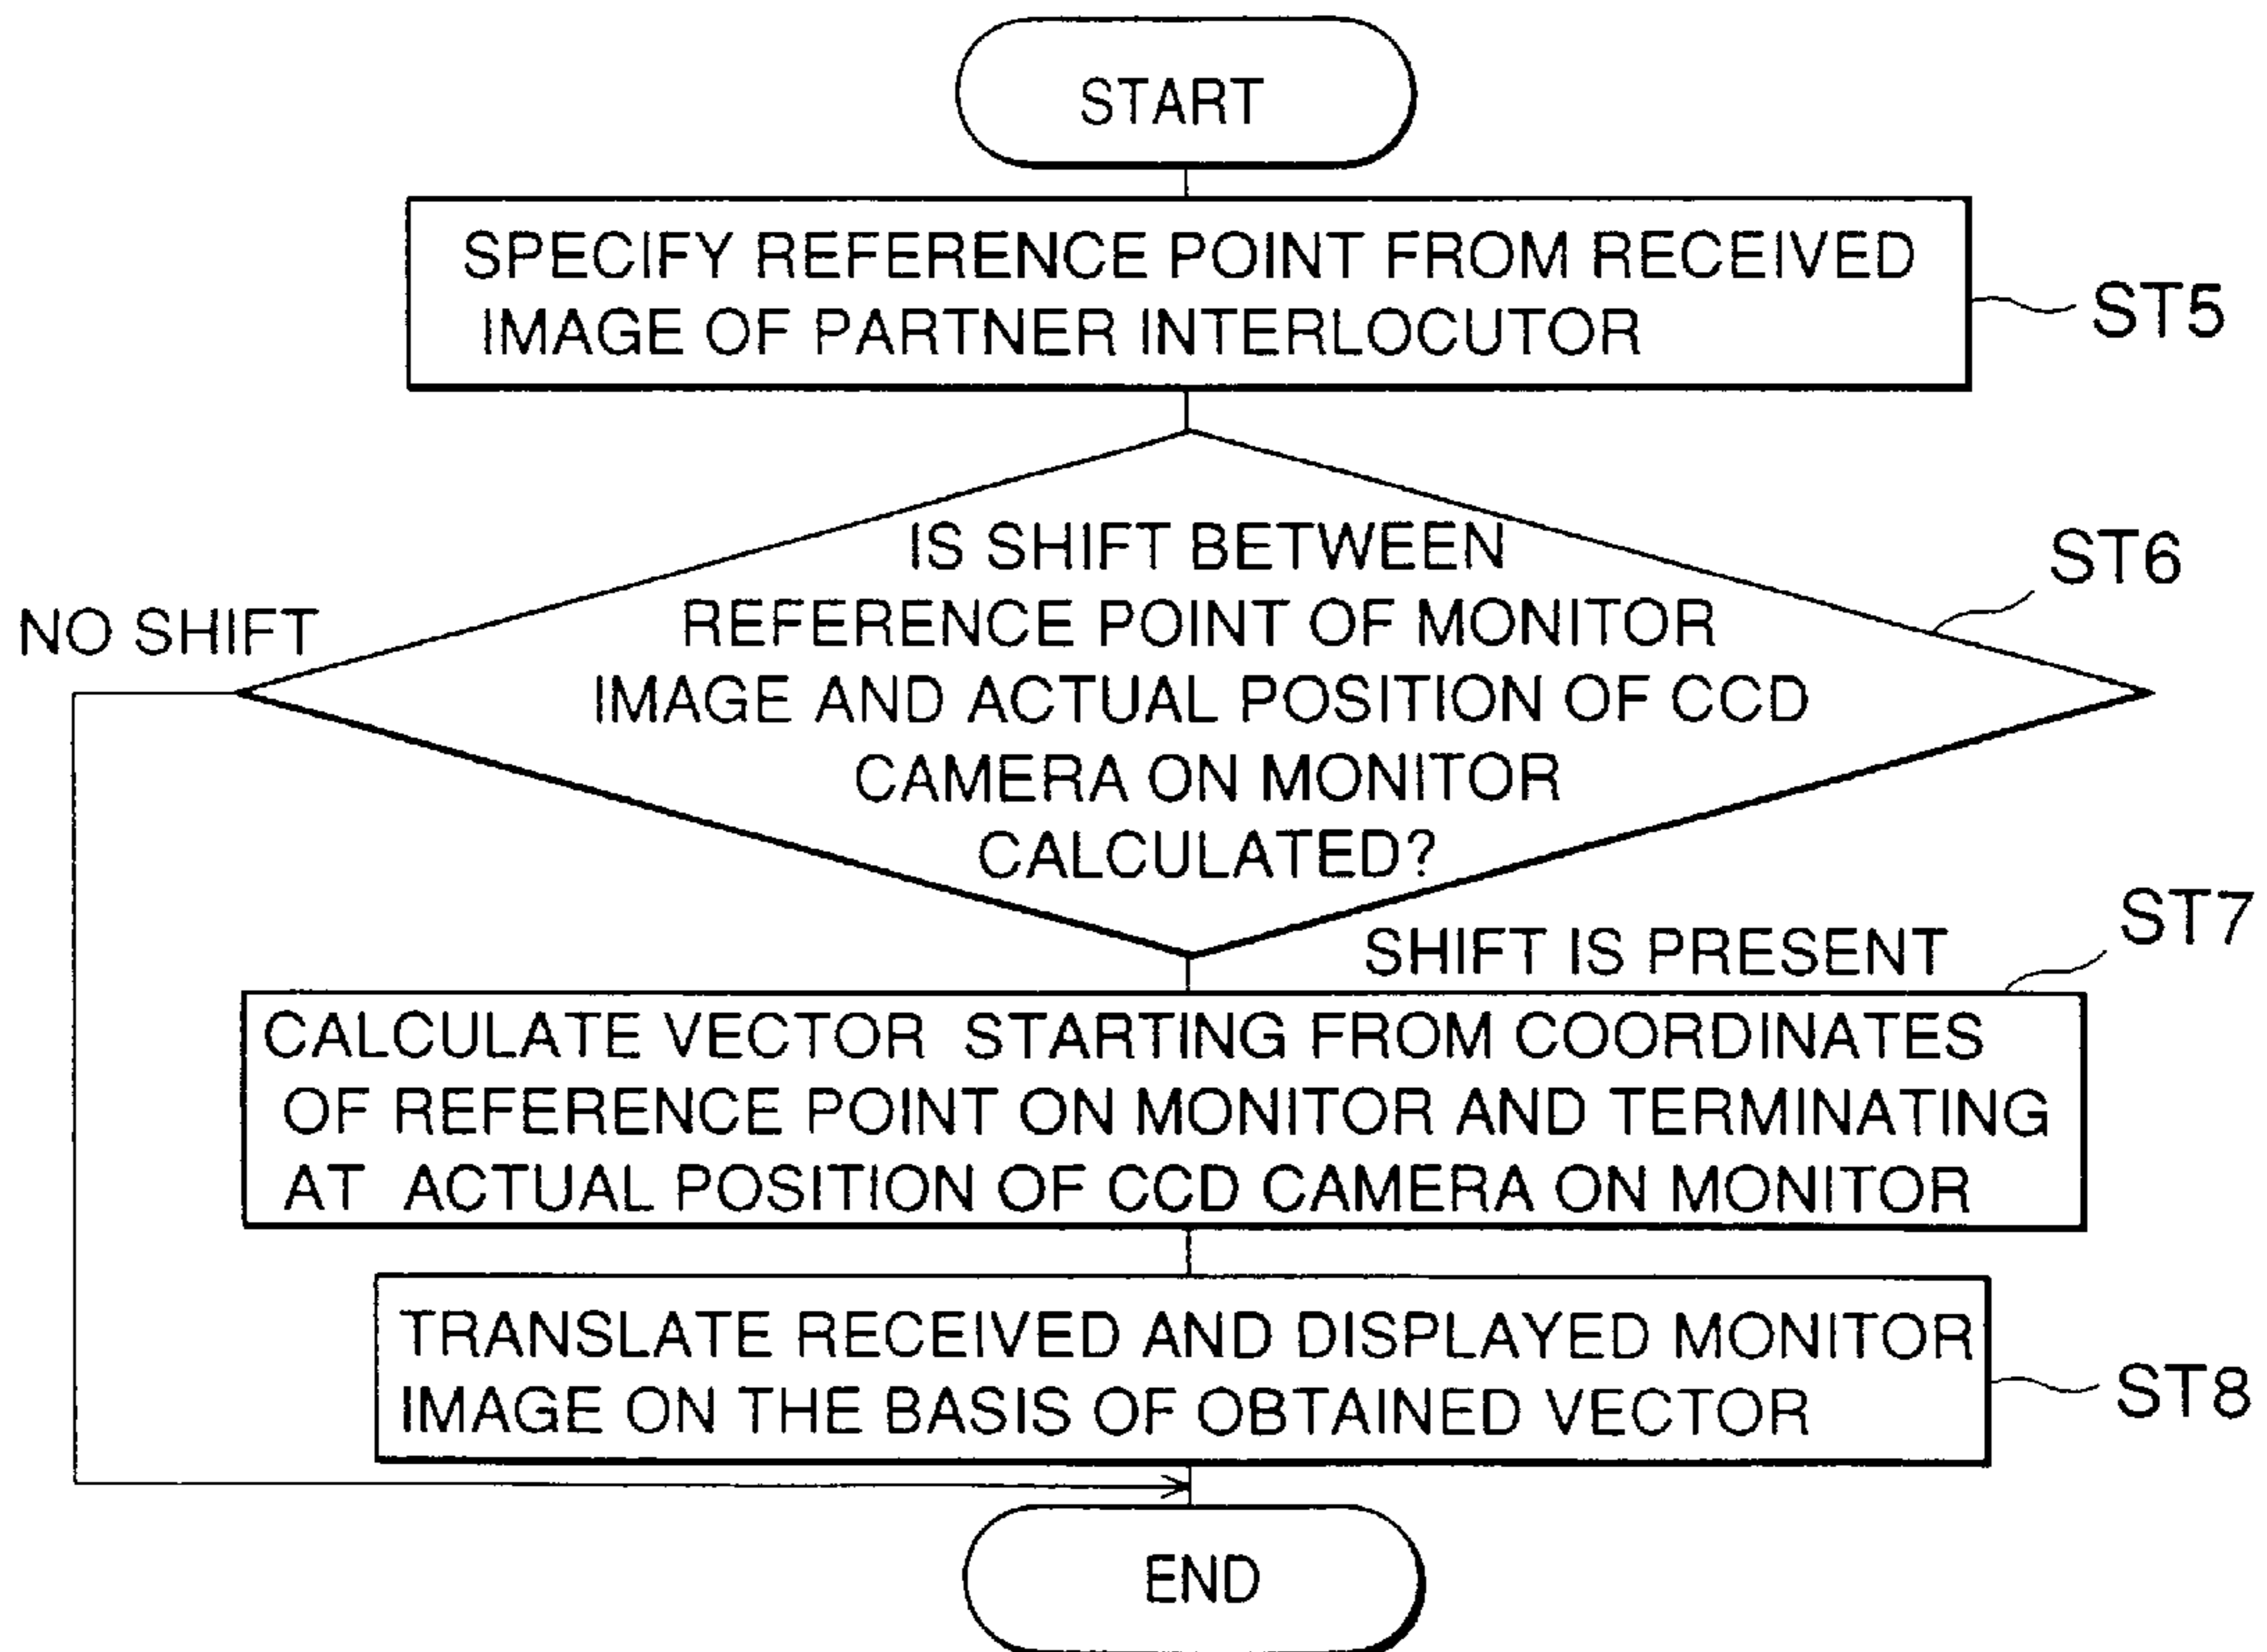 START
SPECIFY REFERENCE POINT FROM RECEIVED
IMAGE OF PARTNER INTERLOCUTOR
ST5
IS SHIFT BETWEEN
REFERENCE POINT OF MONITOR
IMAGE AND ACTUAL POSITION OF CCD
CAMERA ON MONITOR
CALCULATED?
ST6
NO SHIFT
SHIFT IS PRESENT
ST7
CALCULATE VECTOR STARTING FROM COORDINATES
OF REFERENCE POINT ON MONITOR AND TERMINATING
AT ACTUAL POSITION OF CCD CAMERA ON MONITOR
TRANSLATE RECEIVED AND DISPLAYED MONITOR
IMAGE ON THE BASIS OF OBTAINED VECTOR
ST8
END